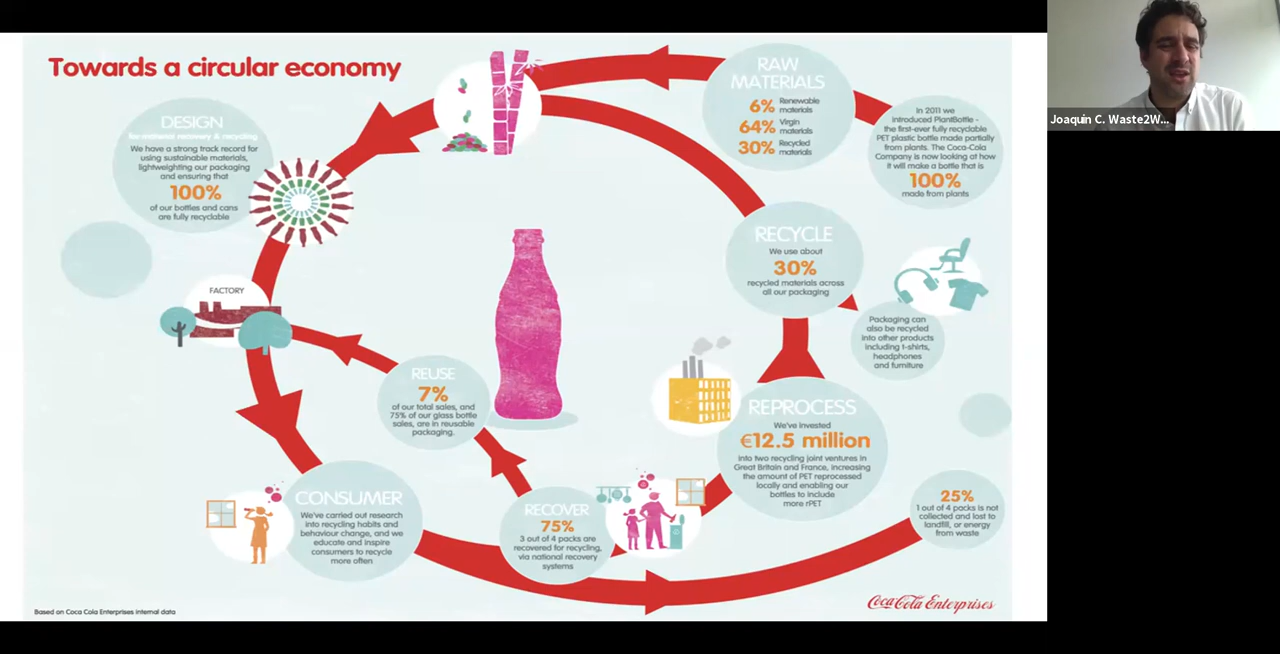 Towards a circular economy
DESIGN
for material recovery & recycling
We have a strong track record for
using sustainable materials,
lightweighting our packaging
and ensuring that
100%
of our bottles and cans
are fully recyclable
RAW
MATERIALS
6% Renewable
materials
64% Virgin
materials
30% Recycled
materials
In 2011 we
introduced PlantBottle -
the first-ever fully recyclable
PET plastic bottle made partially
from plants. The Coca-Cola
Company is now looking at how
it will make a bottle that is
100%
made from plants
Joaquin C. Waste2W...
RECYCLE
We use about
30%
recycled materials across
all our packaging
Packaging can
also be recycled
into other products
including t-shirts,
headphones
and furniture
FACTORY
REUSE
7%
of our total sales, and
75% of our glass bottle
sales, are in reusable
packaging.
REPROCESS
We've invested
€12.5 million
into two recycling joint ventures in
Great Britain and France, increasing
the amount of PET reprocessed
locally and enabling our
bottles to include
more rPET
CONSUMER
We've carried out research
into recycling habits and
behaviour change, and we
educate and inspire
consumers to recycle
more often
RECOVER
75%
3 out of 4 packs are
recovered for recycling,
via national recovery
systems
25%
1 out of 4 packs is not
collected and lost to
landfill, or energy
from waste
Based on Coca Cola Enterprises internal data
Coca-Cola Enterprises